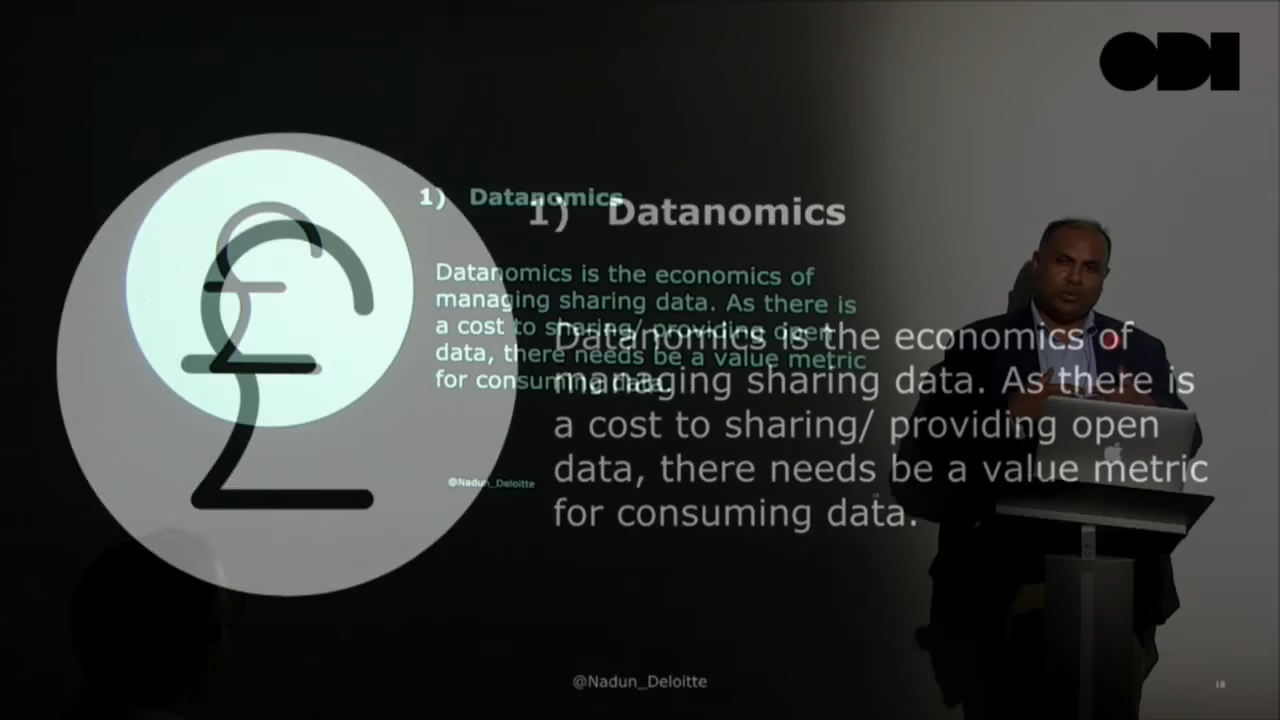 ODI
1) Datanomics
Datanomics is the economics of
managing sharing data. As there is
a cost to sharing/ providing open
data, there needs be a value metric
for consuming data.
@Nadun_Deloitte
1) Datanomics
Datanomics is the economics of
managing sharing data. As there is
a cost to sharing/ providing open
data, there needs be a value metric
for consuming data.
@Nadun_Deloitte
18